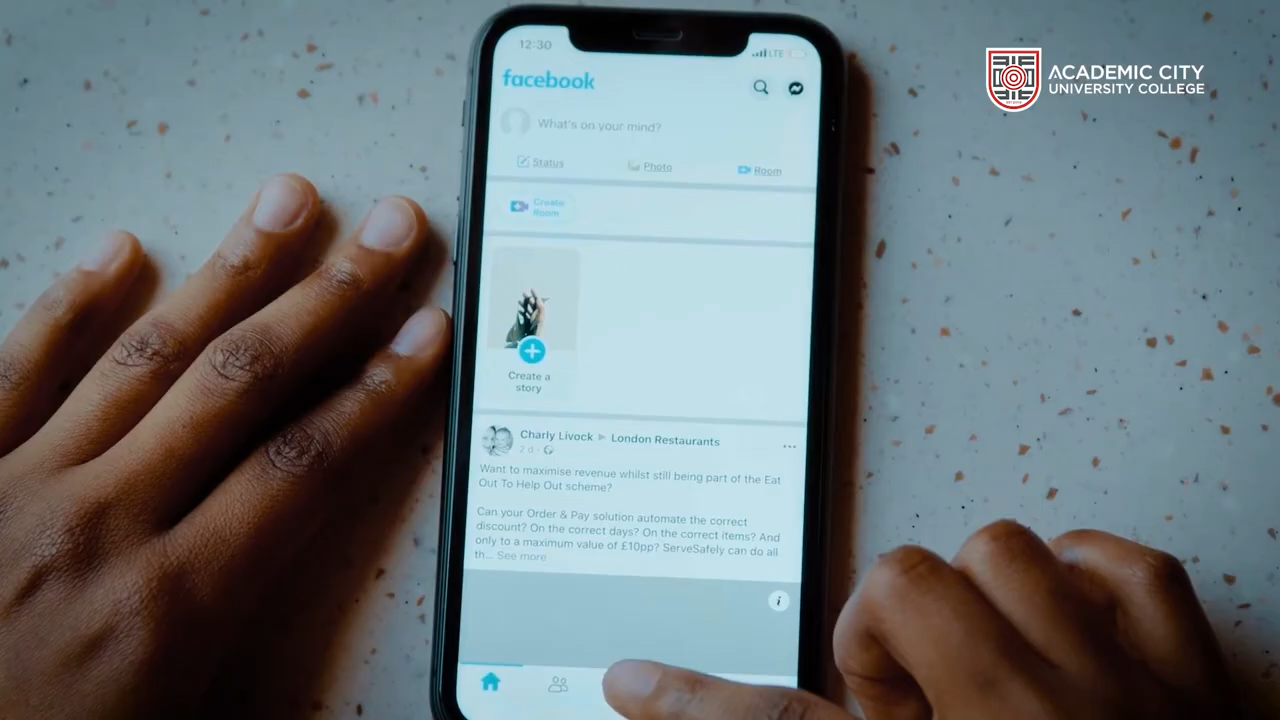 12:30
LTE
facebook
What's on your mind?
Status
Photo
Room
Create
Room
Create a
story
Charly Livock ▶ London Restaurants
2 d ·
Want to maximise revenue whilst still being part of the Eat
Out To Help Out scheme?
Can your Order & Pay solution automate the correct
discount? On the correct days? On the correct items? And
only to a maximum value of £10pp? ServeSafely can do all
th... See more
i
ACADEMIC CITY
UNIVERSITY COLLEGE